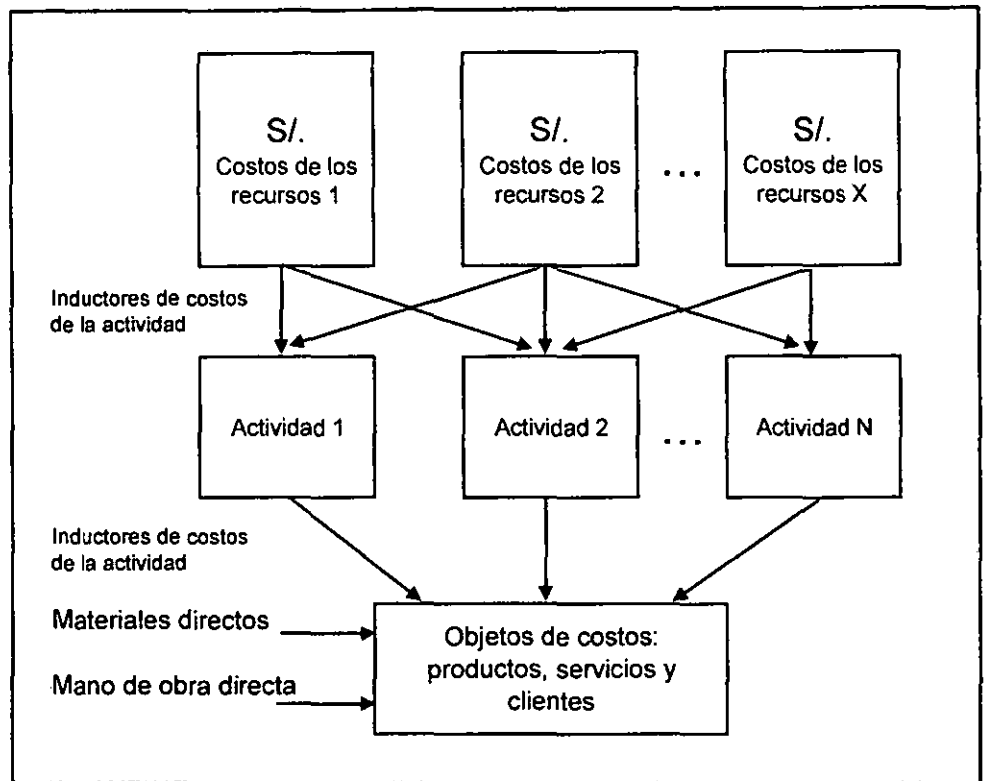 S/.
Costos de los
recursos 1
S/.
Costos de los
recursos 2
...
S/.
Costos de los
recursos X
Inductores de costos
de la actividad
Actividad 1
Actividad 2
...
Actividad N
Inductores de costos
de la actividad
Materiales directos
Mano de obra directa
Objetos de costos:
productos, servicios y
clientes